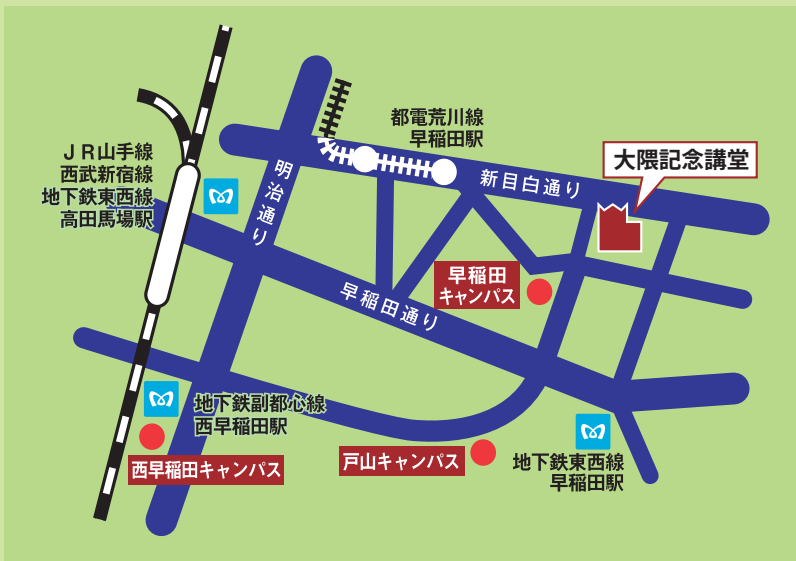 都電荒川線
早稲田駅
大隈記念講堂
JR山手線
西武新宿線
地下鉄東西線
高田馬場駅
明治通り
新目白通り
早稲田
キャンパス
早稲田通り
地下鉄副都心線
西早稲田駅
西早稲田キャンパス
戸山キャンパス
地下鉄東西線
早稲田駅